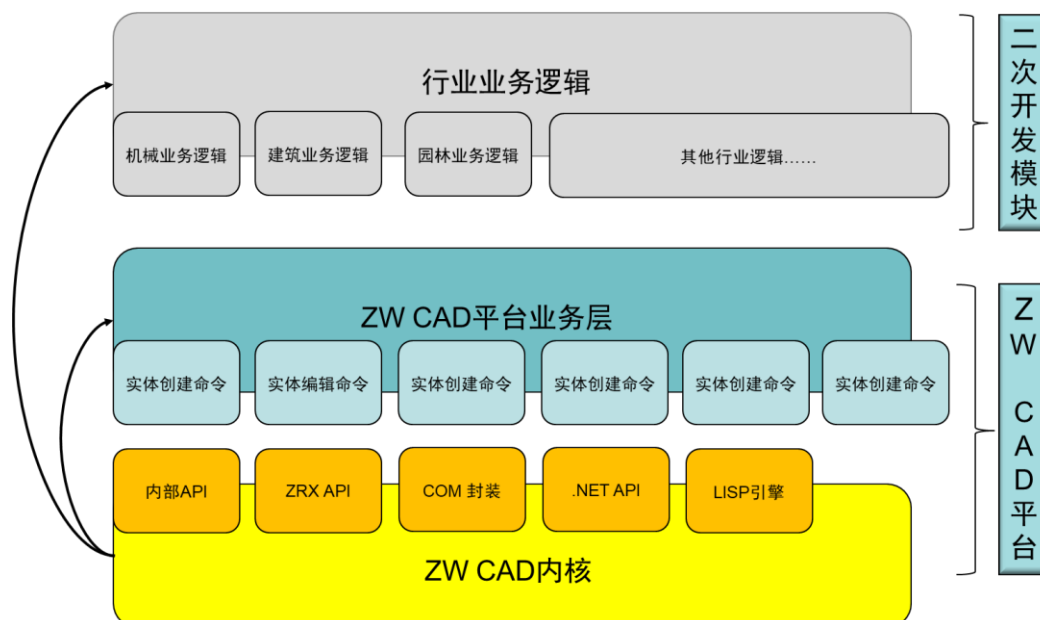 行业业务逻辑
机械业务逻辑
建筑业务逻辑
园林业务逻辑
其他行业逻辑……
二次开发模块
ZW CAD平台业务层
实体创建命令
实体编辑命令
实体创建命令
实体创建命令
实体创建命令
实体创建命令
内部API
ZRX API
COM 封装
.NET API
LISP引擎
ZW CAD内核
ZW CAD平台